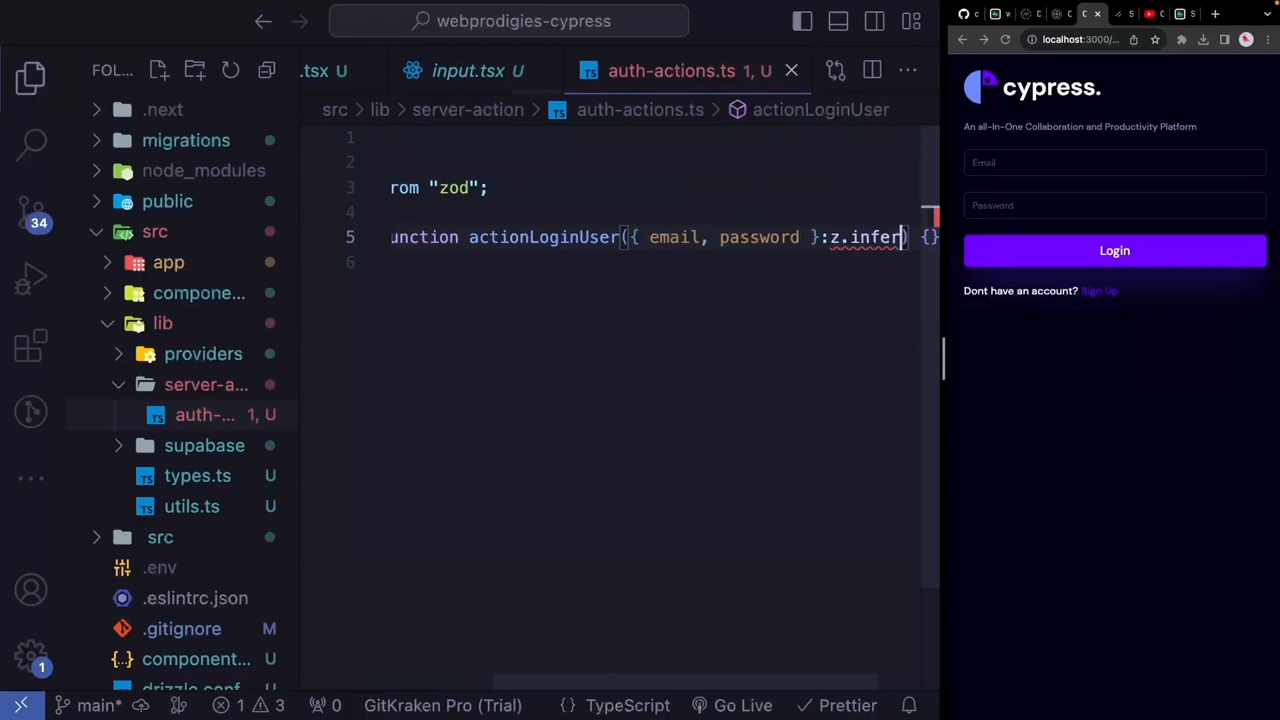 webprodigies-cypress
FOL...
.tsx U
input.tsx U
auth-actions.ts 1, U
src > lib > server-action > auth-actions.ts > actionLoginUser
.next
migrations
node_modules
public
src
app
compone...
lib
providers
server-a...
auth-... 1, U
supabase
types.ts U
utils.ts U
src
.env
.eslintrc.json
.gitignore M
component... U
drizzle.conf
34
1
1
2
3 rom "zod";
4
5 unction actionLoginUser({ email, password }:z.infer) {}
6
main*
1 3
0
GitKraken Pro (Trial)
{} TypeScript
Go Live
Prettier
localhost:3000/...
cypress.
An all-In-One Collaboration and Productivity Platform
Email
Password
Login
Dont have an account? Sign Up